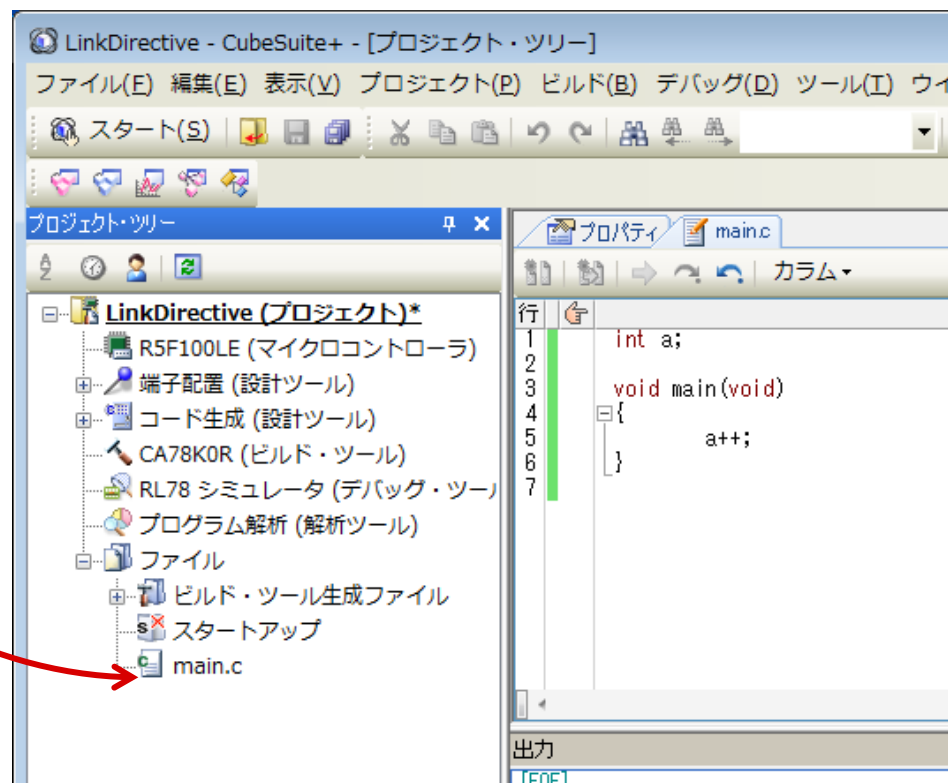 LinkDirective - CubeSuite+ - [プロジェクト・ツリー]
ファイル(F) 編集(E) 表示(V) プロジェクト(P) ビルド(B) デバッグ(D) ツール(T) ウイ
スタート(S)
プロジェクト・ツリー
LinkDirective (プロジェクト)*
R5F100LE (マイクロコントローラ)
端子配置 (設計ツール)
コード生成 (設計ツール)
CA78K0R (ビルド・ツール)
RL78 シミュレータ (デバッグ・ツール
プログラム解析 (解析ツール)
ファイル
ビルド・ツール生成ファイル
スタートアップ
main.c
プロパティ main.c
カラム
行
1 int a;
2
3 void main(void)
4 {
5 a++;
6 }
7
出力
[EOF]